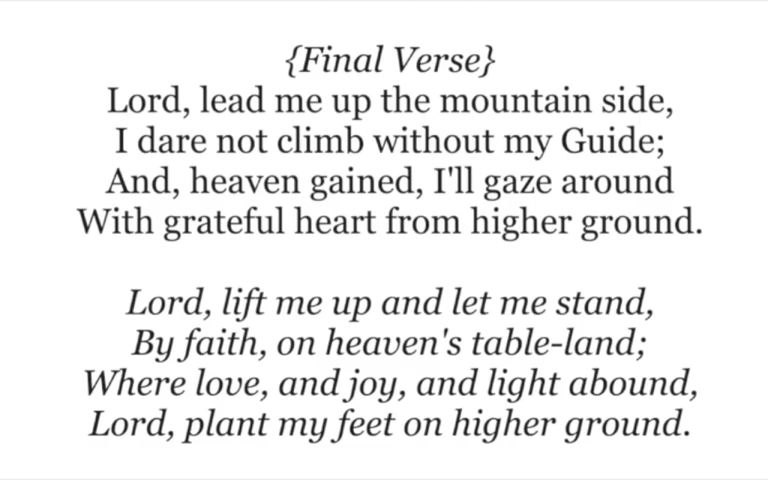 {Final Verse}
Lord, lead me up the mountain side,
I dare not climb without my Guide;
And, heaven gained, I'll gaze around
With grateful heart from higher ground.
Lord, lift me up and let me stand,
By faith, on heaven's table-land;
Where love, and joy, and light abound,
Lord, plant my feet on higher ground.